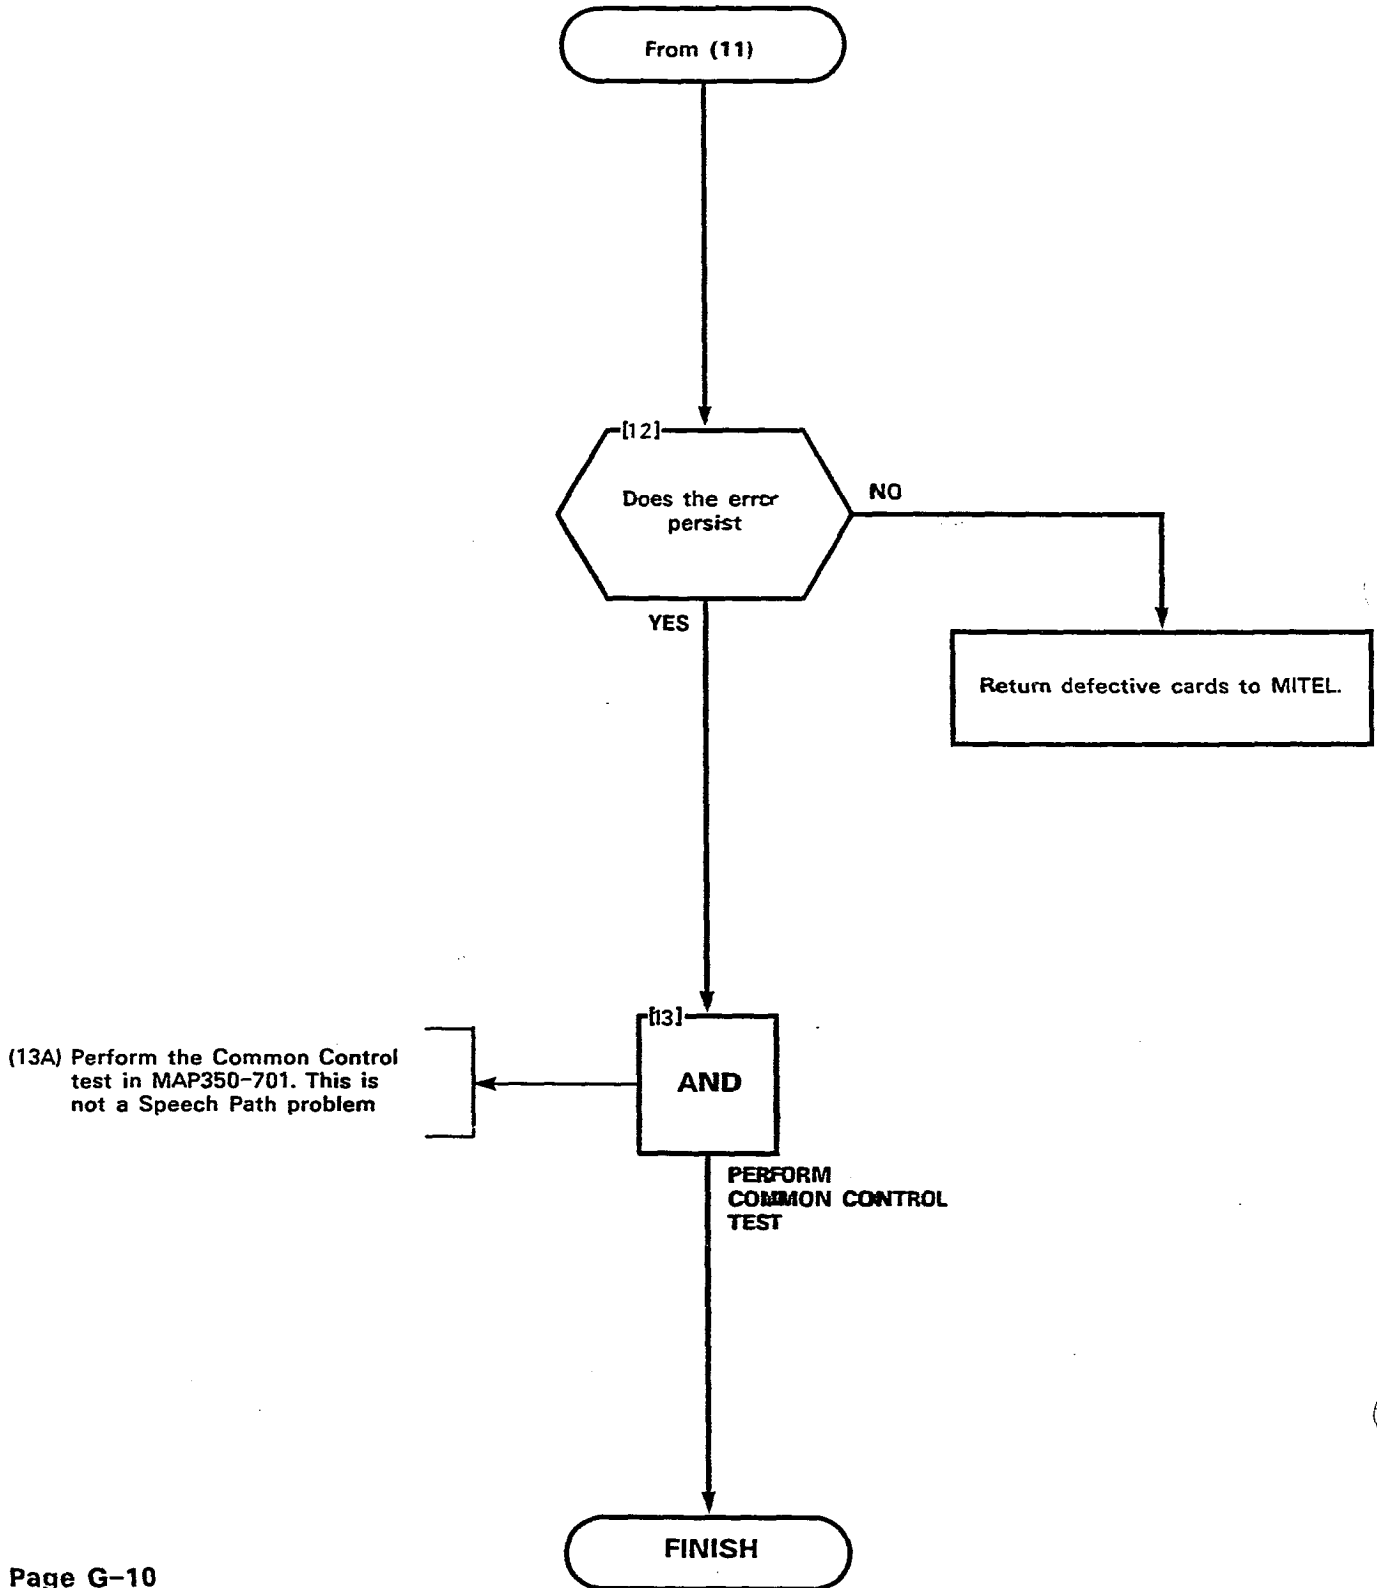 From (11)
[12]
Does the error
persist
NO
YES
Return defective cards to MITEL.
[13]
AND
(13A) Perform the Common Control
test in MAP350-701. This is
not a Speech Path problem
PERFORM
COMMON CONTROL
TEST
FINISH
Page G-10